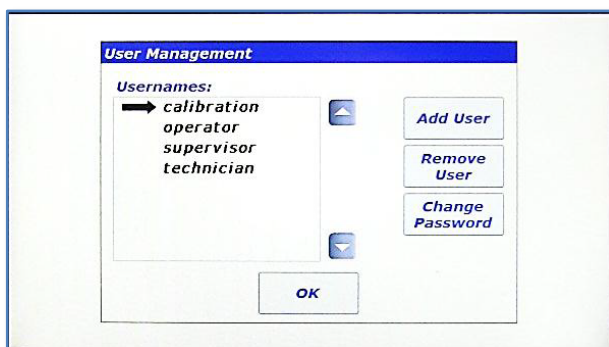 User Management
Usernames:
calibration
operator
supervisor
technician
Add User
Remove
User
Change
Password
OK